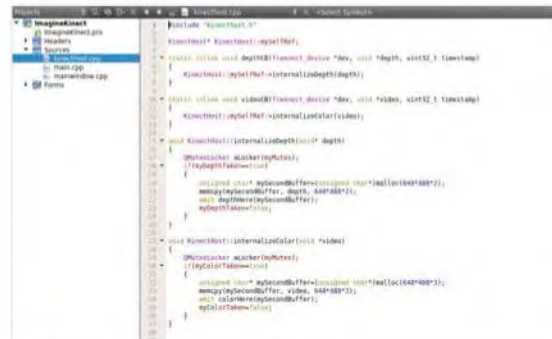 Projects
kinecthost.cpp
<Select Symbol>
ImagineKinect
ImagineKinect.pro
Headers
Sources
kinecthost.cpp
main.cpp
mainwindow.cpp
Forms
#include "kinecthost.h"
KinectHost* KinectHost::mySelfRef;
static inline void depthCB(freenect_device *dev, void *depth, uint32_t timestamp)
{
KinectHost::mySelfRef->internalizeDepth(depth);
}
static inline void videoCB(freenect_device *dev, void *video, uint32_t timestamp)
{
KinectHost::mySelfRef->internalizeColor(video);
}
void KinectHost::internalizeDepth(void* depth)
{
QMutexLocker mLocker(myMutex);
if(myDepthTaken==true)
{
unsigned char* mySecondBuffer=(unsigned char*)malloc(640*480*2);
memcpy(mySecondBuffer, depth, 640*480*2);
emit depthHere(mySecondBuffer);
myDepthTaken=false;
}
}
void KinectHost::internalizeColor(void *video)
{
QMutexLocker mLocker(myMutex);
if(myColorTaken==true)
{
unsigned char* mySecondBuffer=(unsigned char*)malloc(640*480*3);
memcpy(mySecondBuffer, video, 640*480*3);
emit colorHere(mySecondBuffer);
myColorTaken=false;
}
}